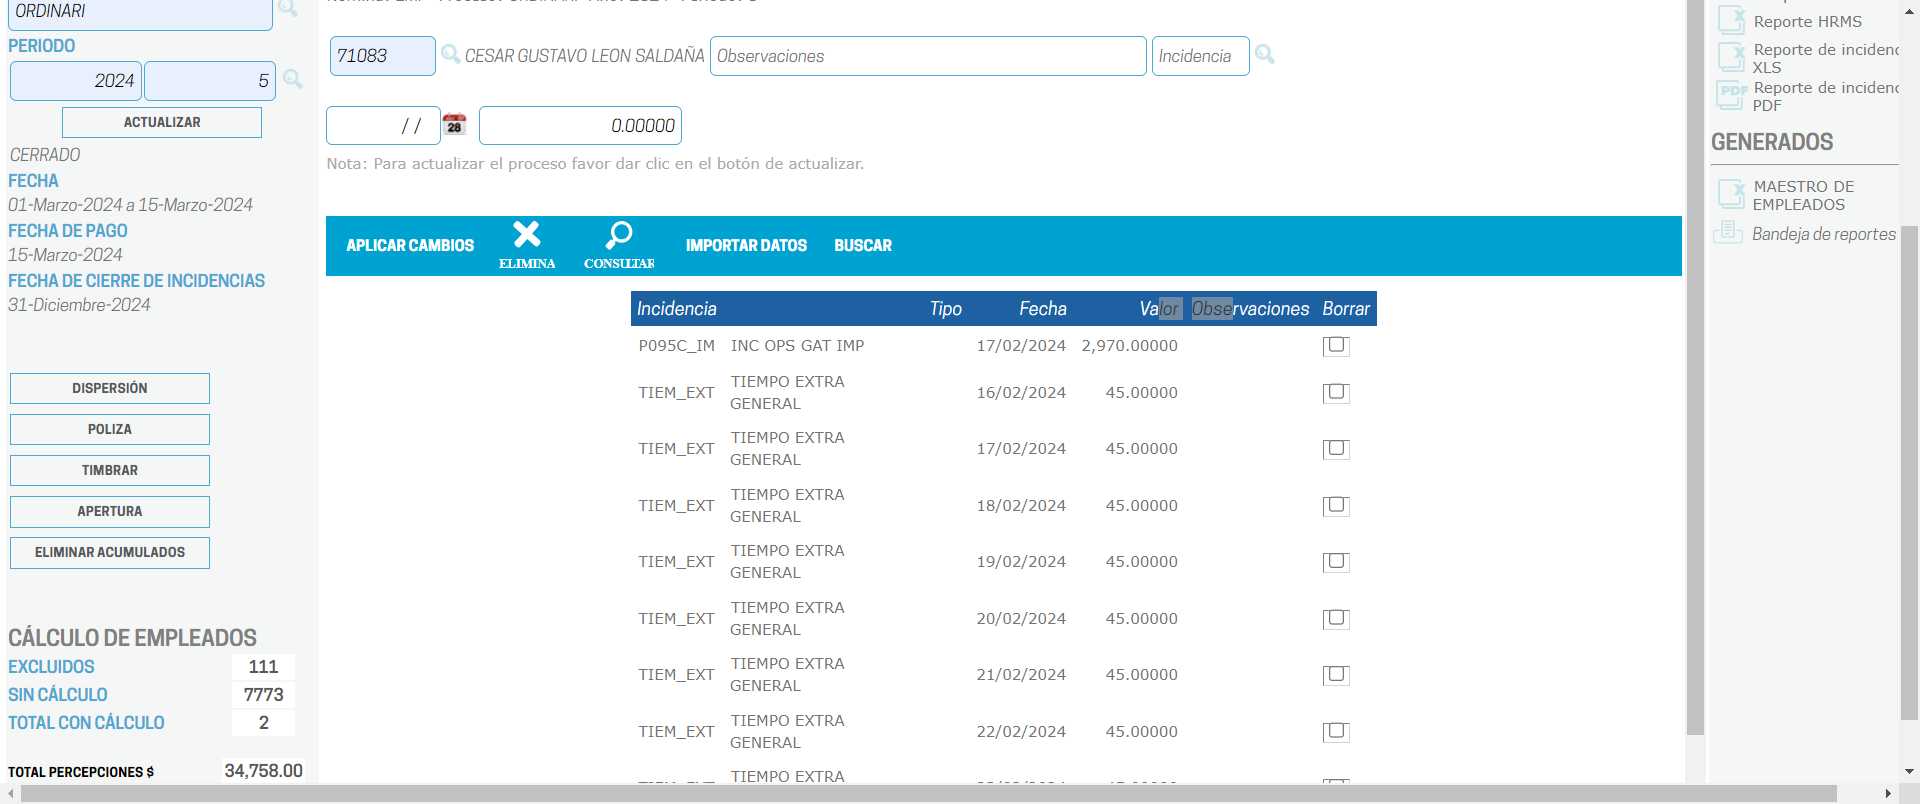 ORDINARI
PERIODO
2024 5
ACTUALIZAR
CERRADO
FECHA
01-Marzo-2024 a 15-Marzo-2024
FECHA DE PAGO
15-Marzo-2024
FECHA DE CIERRE DE INCIDENCIAS
31-Diciembre-2024
DISPERSIÓN
POLIZA
TIMBRAR
APERTURA
ELIMINAR ACUMULADOS
CÁLCULO DE EMPLEADOS
EXCLUIDOS 111
SIN CÁLCULO 7773
TOTAL CON CÁLCULO 2
TOTAL PERCEPCIONES $ 34,758.00
71083 CESAR GUSTAVO LEON SALDAÑA Observaciones Incidencia
/ / 28 0.00000
Nota: Para actualizar el proceso favor dar clic en el botón de actualizar.
APLICAR CAMBIOS ELIMINA CONSULTAR IMPORTAR DATOS BUSCAR
Incidencia Tipo Fecha Valor Observaciones Borrar
P095C_IM INC OPS GAT IMP 17/02/2024 2,970.00000
TIEM_EXT TIEMPO EXTRA GENERAL 16/02/2024 45.00000
TIEM_EXT TIEMPO EXTRA GENERAL 17/02/2024 45.00000
TIEM_EXT TIEMPO EXTRA GENERAL 18/02/2024 45.00000
TIEM_EXT TIEMPO EXTRA GENERAL 19/02/2024 45.00000
TIEM_EXT TIEMPO EXTRA GENERAL 20/02/2024 45.00000
TIEM_EXT TIEMPO EXTRA GENERAL 21/02/2024 45.00000
TIEM_EXT TIEMPO EXTRA GENERAL 22/02/2024 45.00000
TIEMPO EXTRA
Reporte HRMS
Reporte de incidenc
XLS
PDF Reporte de incidenc
PDF
GENERADOS
MAESTRO DE
EMPLEADOS
Bandeja de reportes